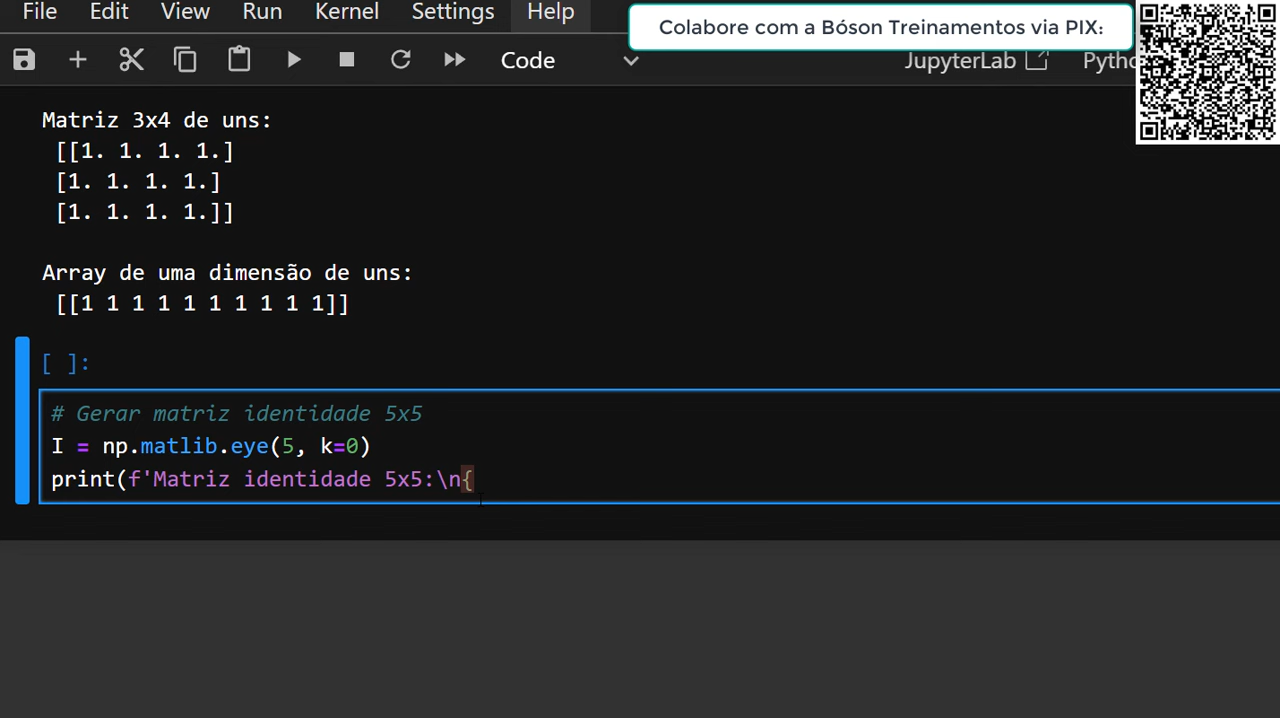 File Edit View Run Kernel Settings Help
Colabore com a Bóson Treinamentos via PIX:
Code
JupyterLab
Pytho
Matriz 3x4 de uns:
[[1. 1. 1. 1.]
[1. 1. 1. 1.]
[1. 1. 1. 1.]]
Array de uma dimensão de uns:
[[1 1 1 1 1 1 1 1 1 1]]
[ ]:
# Gerar matriz identidade 5x5
I = np.matlib.eye(5, k=0)
print(f'Matriz identidade 5x5:\n{